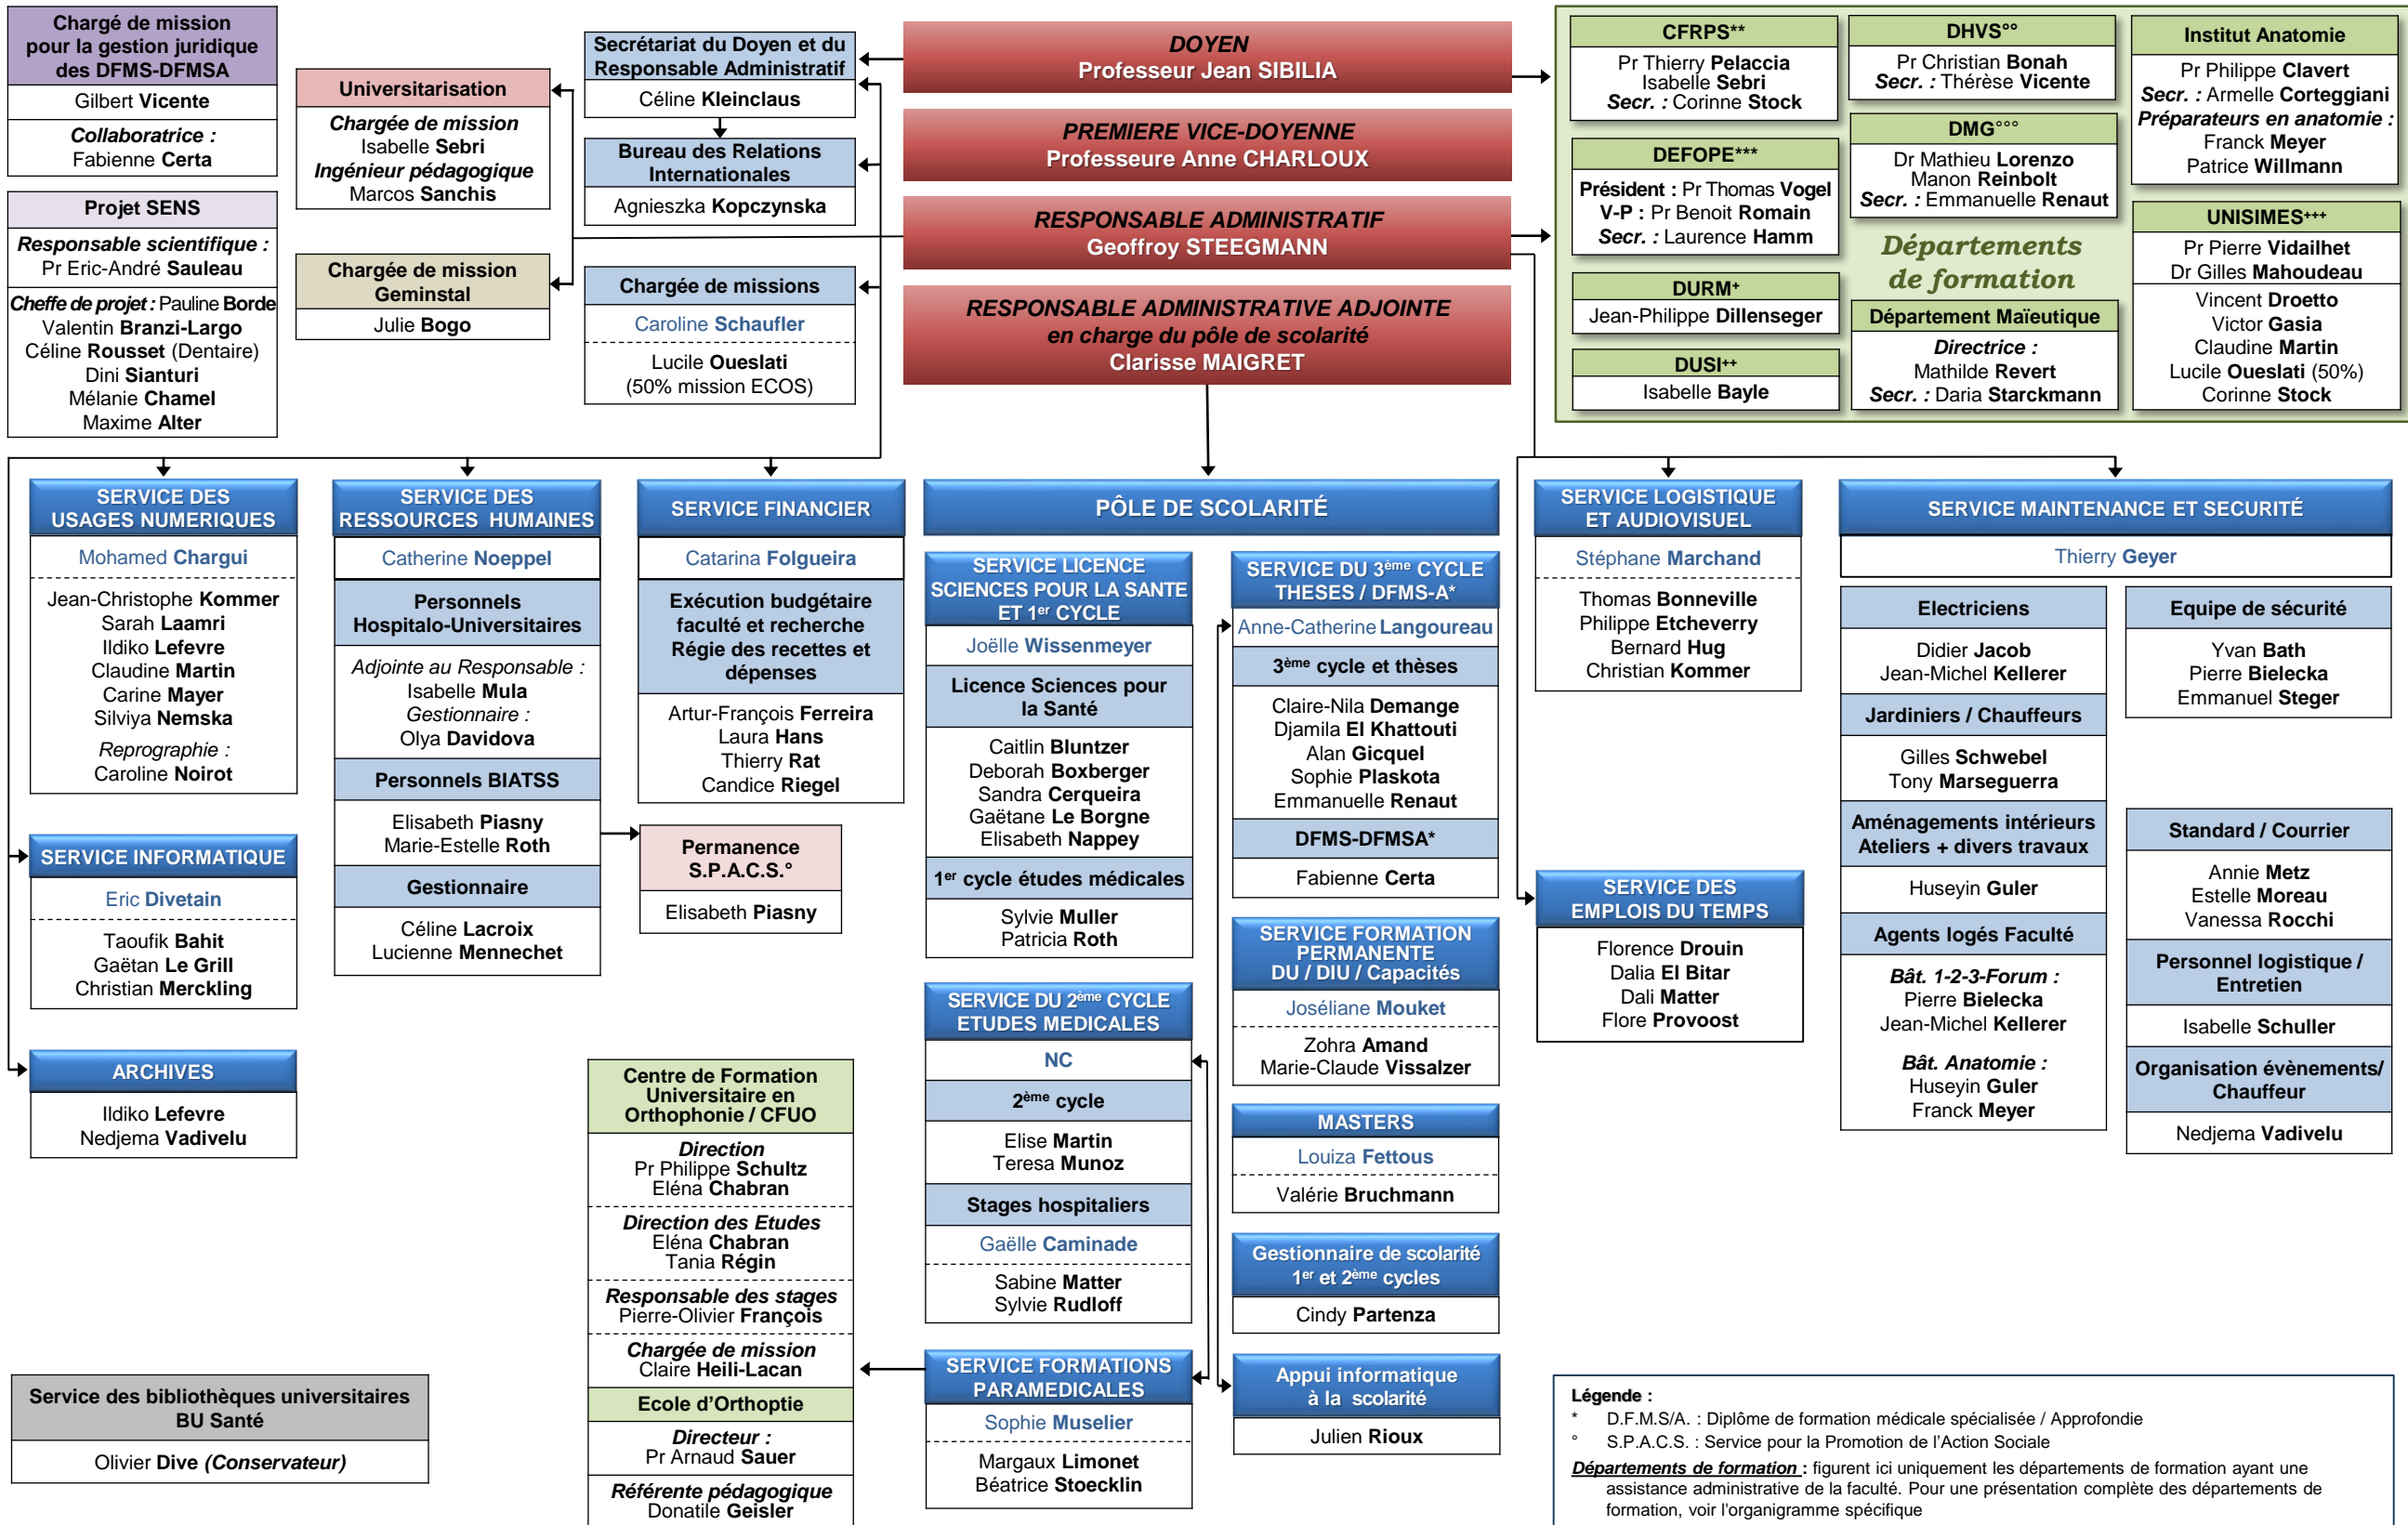 Chargé de mission
pour la gestion juridique
des DFMS-DFMSA
Gilbert Vicente
Collaboratrice :
Fabienne Certa
Projet SENS
Responsable scientifique :
Pr Eric-André Sauleau
Cheffe de projet : Pauline Borde
Valentin Branzi-Largo
Céline Rousset (Dentaire)
Dini Sianturi
Mélanie Chamel
Maxime Alter
Universitarisation
Chargée de mission
Isabelle Sebri
Ingénieur pédagogique
Marcos Sanchis
Chargée de mission
Geminstal
Julie Bogo
Secrétariat du Doyen et du
Responsable Administratif
Céline Kleinclaus
Bureau des Relations
Internationales
Agnieszka Kopczynska
Chargée de missions
Caroline Schaufler
Lucile Oueslati
(50% mission ECOS)
DOYEN
Professeur Jean SIBILIA
PREMIERE VICE-DOYENNE
Professeure Anne CHARLOUX
RESPONSABLE ADMINISTRATIF
Geoffroy STEEGMANN
RESPONSABLE ADMINISTRATIVE ADJOINTE
en charge du pôle de scolarité
Clarisse MAIGRET
CFRPS**
Pr Thierry Pelaccia
Isabelle Sebri
Secr. : Corinne Stock
DEFOPE***
Président : Pr Thomas Vogel
V-P : Pr Benoit Romain
Secr. : Laurence Hamm
DURM+
Jean-Philippe Dillenseger
DUSI++
Isabelle Bayle
DHVS°°
Pr Christian Bonah
Secr. : Thérèse Vicente
DMG°°°
Dr Mathieu Lorenzo
Manon Reinbolt
Secr. : Emmanuelle Renaut
Départements
de formation
Département Maïeutique
Directrice :
Mathilde Revert
Secr. : Daria Starckmann
Institut Anatomie
Pr Philippe Clavert
Secr. : Armelle Corteggiani
Préparateurs en anatomie :
Franck Meyer
Patrice Willmann
UNISIMES+++
Pr Pierre Vidailhet
Dr Gilles Mahoudeau
Vincent Droetto
Victor Gasia
Claudine Martin
Lucile Oueslati (50%)
Corinne Stock
SERVICE DES
USAGES NUMERIQUES
Mohamed Chargui
Jean-Christophe Kommer
Sarah Laamri
Ildiko Lefevre
Claudine Martin
Carine Mayer
Silviya Nemska
Reprographie :
Caroline Noirot
SERVICE INFORMATIQUE
Eric Divetain
Taoufik Bahit
Gaëtan Le Grill
Christian Merckling
ARCHIVES
Ildiko Lefevre
Nedjema Vadivelu
SERVICE DES
RESSOURCES HUMAINES
Catherine Noeppel
Personnels
Hospitalo-Universitaires
Adjointe au Responsable :
Isabelle Mula
Gestionnaire :
Olya Davidova
Personnels BIATSS
Elisabeth Piasny
Marie-Estelle Roth
Gestionnaire
Céline Lacroix
Lucienne Mennechet
SERVICE FINANCIER
Catarina Folgueira
Exécution budgétaire
faculté et recherche
Régie des recettes et
dépenses
Artur-François Ferreira
Laura Hans
Thierry Rat
Candice Riegel
Permanence
S.P.A.C.S.°
Elisabeth Piasny
PÔLE DE SCOLARITÉ
SERVICE LICENCE
SCIENCES POUR LA SANTE
ET 1er CYCLE
Joëlle Wissenmeyer
Licence Sciences pour
la Santé
Caitlin Bluntzer
Deborah Boxberger
Sandra Cerqueira
Gaëtane Le Borgne
Elisabeth Nappey
1er cycle études médicales
Sylvie Muller
Patricia Roth
SERVICE DU 2ème CYCLE
ETUDES MEDICALES
NC
2ème cycle
Elise Martin
Teresa Munoz
Stages hospitaliers
Gaëlle Caminade
Sabine Matter
Sylvie Rudloff
SERVICE FORMATIONS
PARAMEDICALES
Sophie Muselier
Margaux Limonet
Béatrice Stoecklin
SERVICE DU 3ème CYCLE
THESES / DFMS-A*
Anne-Catherine Langoureau
3ème cycle et thèses
Claire-Nila Demange
Djamila El Khattouti
Alan Gicquel
Sophie Plaskota
Emmanuelle Renaut
DFMS-DFMSA*
Fabienne Certa
SERVICE FORMATION
PERMANENTE
DU / DIU / Capacités
Joséliane Mouket
Zohra Amand
Marie-Claude Vissalzer
MASTERS
Louiza Fettous
Valérie Bruchmann
Gestionnaire de scolarité
1er et 2ème cycles
Cindy Partenza
Appui informatique
à la scolarité
Julien Rioux
Centre de Formation
Universitaire en
Orthophonie / CFUO
Direction
Pr Philippe Schultz
Eléna Chabran
Direction des Etudes
Eléna Chabran
Tania Régin
Responsable des stages
Pierre-Olivier François
Chargée de mission
Claire Heili-Lacan
Ecole d'Orthoptie
Directeur :
Pr Arnaud Sauer
Référente pédagogique
Donatile Geisler
SERVICE LOGISTIQUE
ET AUDIOVISUEL
Stéphane Marchand
Thomas Bonneville
Philippe Etcheverry
Bernard Hug
Christian Kommer
SERVICE DES
EMPLOIS DU TEMPS
Florence Drouin
Dalia El Bitar
Dali Matter
Flore Provoost
SERVICE MAINTENANCE ET SECURITÉ
Thierry Geyer
Electriciens
Didier Jacob
Jean-Michel Kellerer
Jardiniers / Chauffeurs
Gilles Schwebel
Tony Marseguerra
Aménagements intérieurs
Ateliers + divers travaux
Huseyin Guler
Agents logés Faculté
Bât. 1-2-3-Forum :
Pierre Bielecka
Jean-Michel Kellerer
Bât. Anatomie :
Huseyin Guler
Franck Meyer
Equipe de sécurité
Yvan Bath
Pierre Bielecka
Emmanuel Steger
Standard / Courrier
Annie Metz
Estelle Moreau
Vanessa Rocchi
Personnel logistique /
Entretien
Isabelle Schuller
Organisation évènements/
Chauffeur
Nedjema Vadivelu
Service des bibliothèques universitaires
BU Santé
Olivier Dive (Conservateur)
Légende :
* D.F.M.S/A. : Diplôme de formation médicale spécialisée / Approfondie
° S.P.A.C.S. : Service pour la Promotion de l'Action Sociale
Départements de formation : figurent ici uniquement les départements de formation ayant une
assistance administrative de la faculté. Pour une présentation complète des départements de
formation, voir l'organigramme spécifique